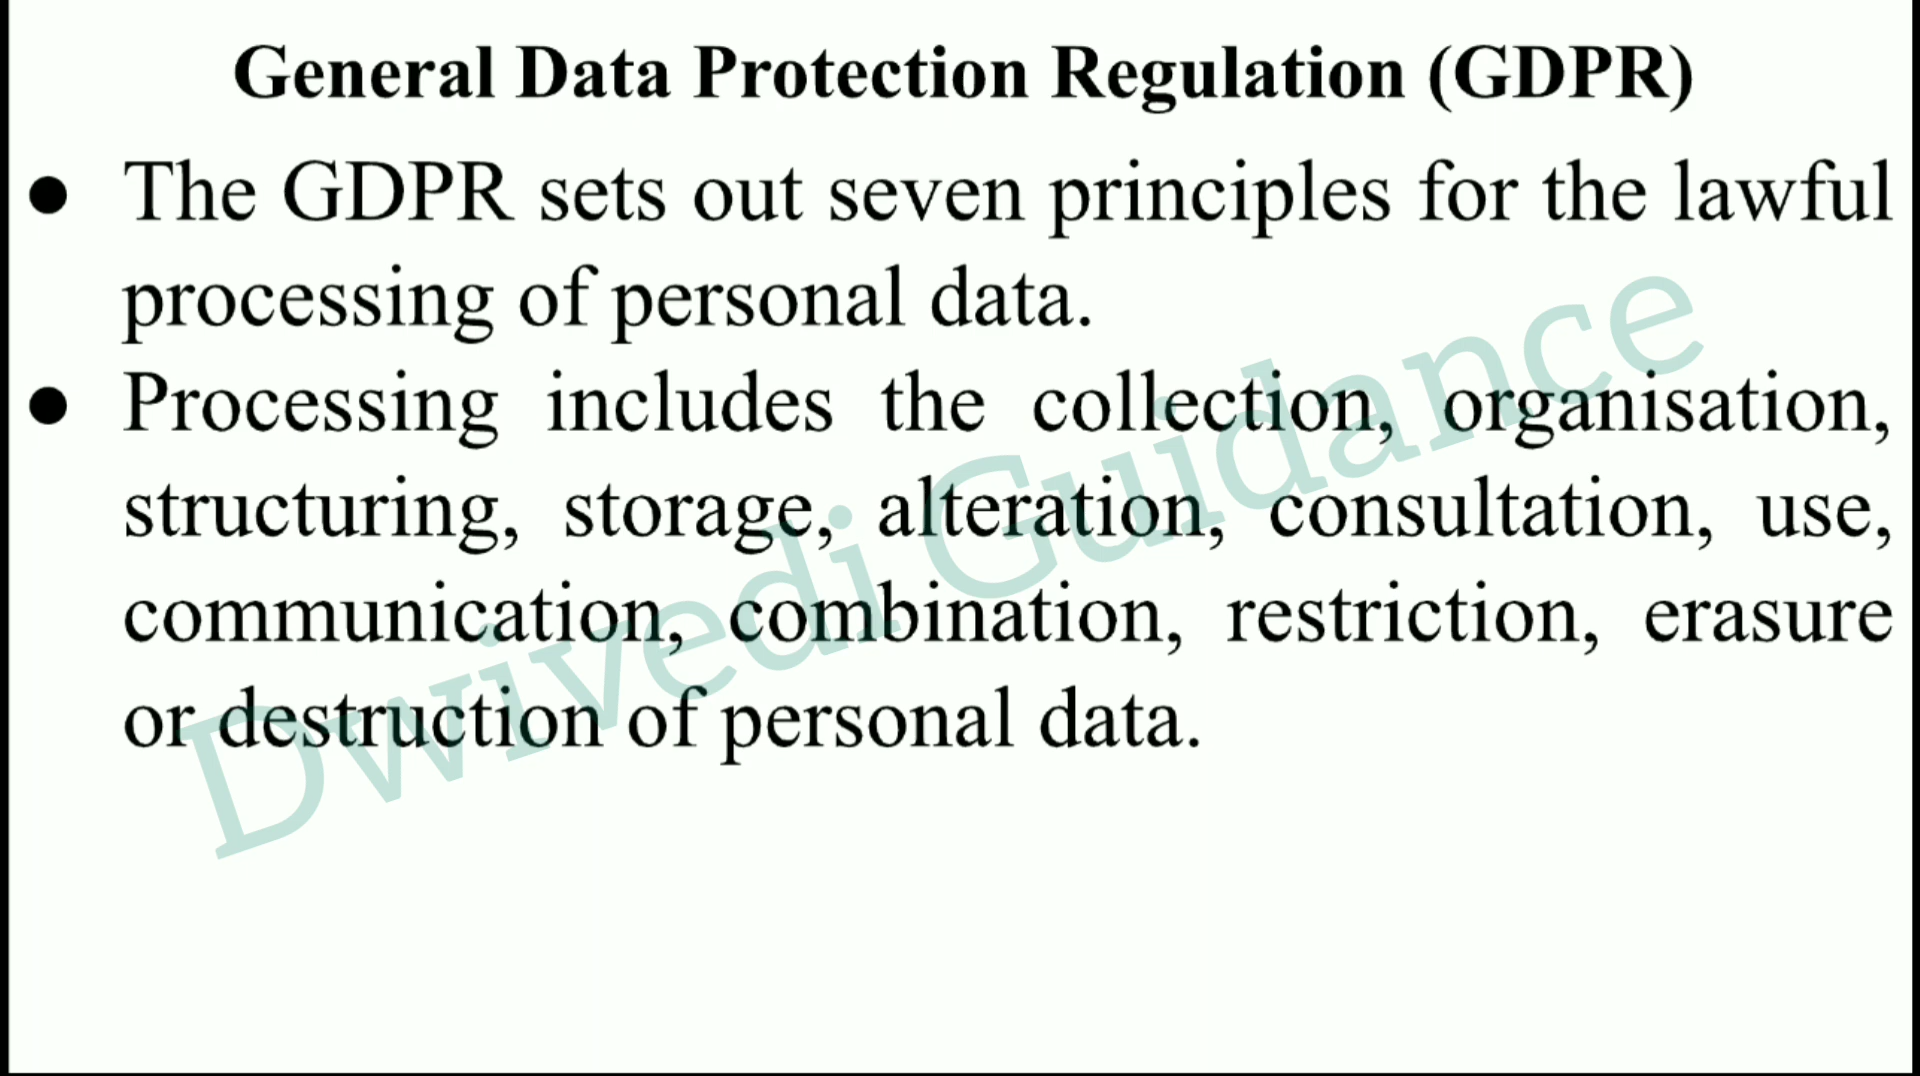 General Data Protection Regulation (GDPR)
● The GDPR sets out seven principles for the lawful
processing of personal data.
● Processing includes the collection, organisation,
structuring, storage, alteration, consultation, use,
communication, combination, restriction, erasure
or destruction of personal data.
Dwivedi Guidance